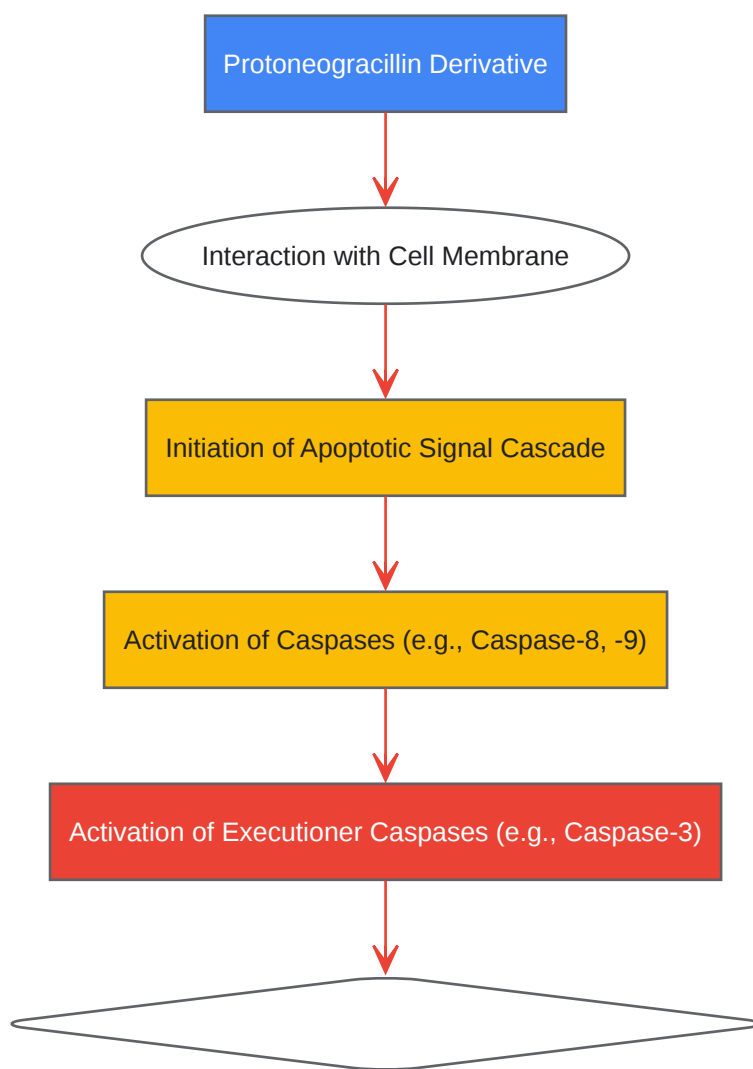 Protoneogracillin Derivative
Interaction with Cell Membrane
Initiation of Apoptotic Signal Cascade
Activation of Caspases (e.g., Caspase-8, -9)
Activation of Executioner Caspases (e.g., Caspase-3)